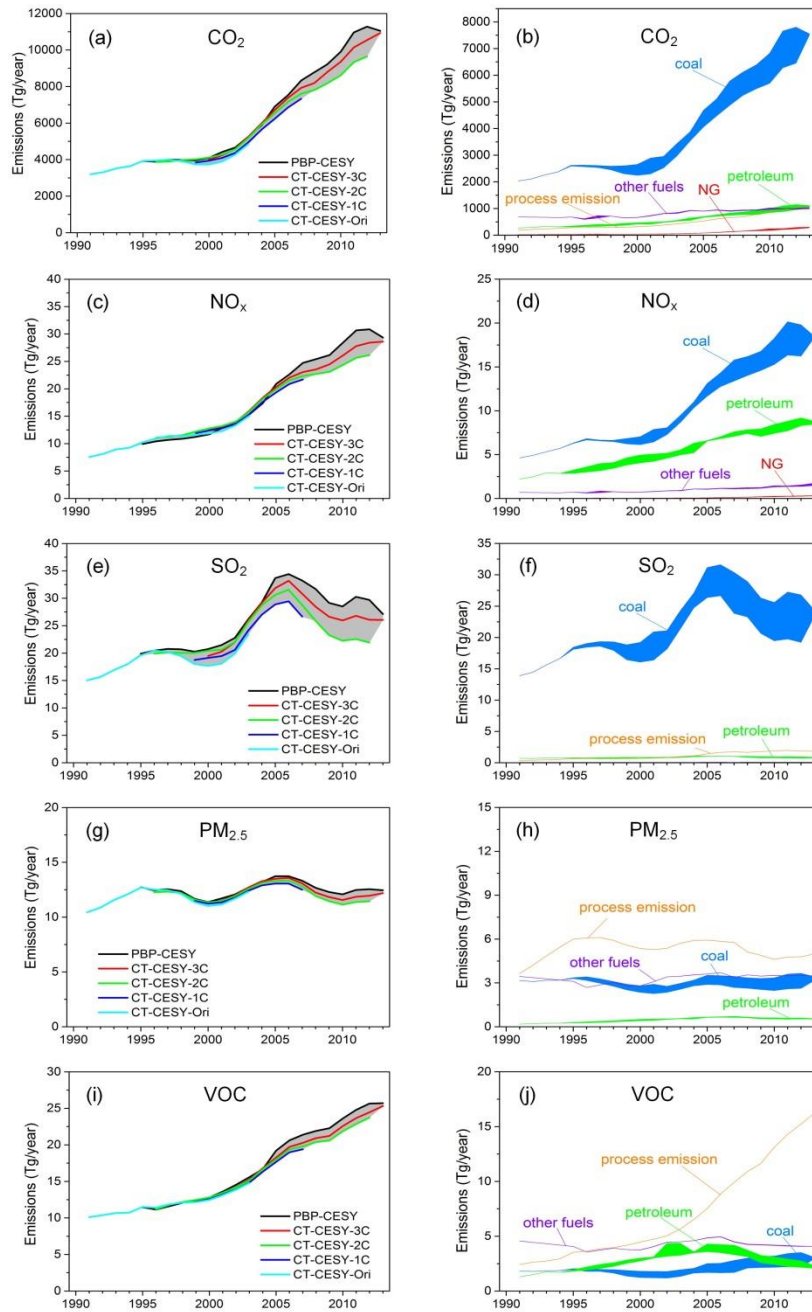 (a) CO₂
Emissions (Tg/year)
12000
10000
8000
6000
4000
2000
0
PBP-CESY
CT-CESY-3C
CT-CESY-2C
CT-CESY-1C
CT-CESY-Ori
1990 1995 2000 2005 2010
(b) CO₂
Emissions (Tg/year)
8000
7000
6000
5000
4000
3000
2000
1000
0
coal
petroleum
other fuels
NG
process emission
1990 1995 2000 2005 2010
(c) NOₓ
Emissions (Tg/year)
40
35
30
25
20
15
10
5
0
PBP-CESY
CT-CESY-3C
CT-CESY-2C
CT-CESY-1C
CT-CESY-Ori
1990 1995 2000 2005 2010
(d) NOₓ
Emissions (Tg/year)
25
20
15
10
5
0
coal
petroleum
other fuels
NG
1990 1995 2000 2005 2010
(e) SO₂
Emissions (Tg/year)
40
35
30
25
20
15
10
5
0
PBP-CESY
CT-CESY-3C
CT-CESY-2C
CT-CESY-1C
CT-CESY-Ori
1990 1995 2000 2005 2010
(f) SO₂
Emissions (Tg/year)
35
30
25
20
15
10
5
0
coal
process emission
petroleum
1990 1995 2000 2005 2010
(g) PM₂.₅
Emissions (Tg/year)
20
15
10
5
0
PBP-CESY
CT-CESY-3C
CT-CESY-2C
CT-CESY-1C
CT-CESY-Ori
1990 1995 2000 2005 2010
(h) PM₂.₅
Emissions (Tg/year)
15
12
9
6
3
0
process emission
other fuels
coal
petroleum
1990 1995 2000 2005 2010
(i) VOC
Emissions (Tg/year)
30
25
20
15
10
5
0
PBP-CESY
CT-CESY-3C
CT-CESY-2C
CT-CESY-1C
CT-CESY-Ori
1990 1995 2000 2005 2010
(j) VOC
Emissions (Tg/year)
20
15
10
5
0
process emission
other fuels
petroleum
coal
1990 1995 2000 2005 2010